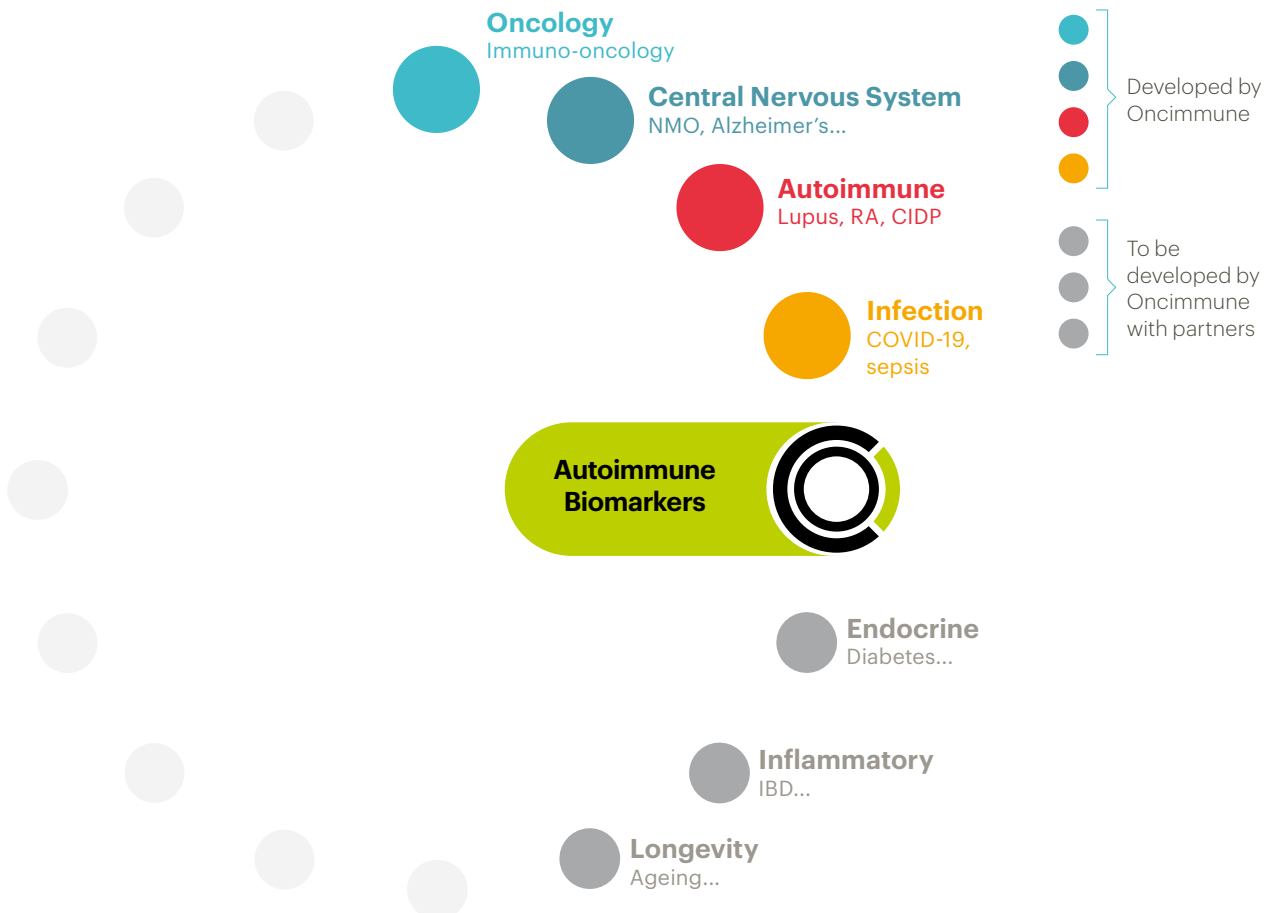 Oncology
Immuno-oncology
Central Nervous System
NMO, Alzheimer’s...
Autoimmune
Lupus, RA, CIDP
Infection
COVID-19,
sepsis
Autoimmune
Biomarkers
Endocrine
Diabetes...
Inflammatory
IBD...
Longevity
Ageing...
Developed by
Oncimmune
To be
developed by
Oncimmune
with partners